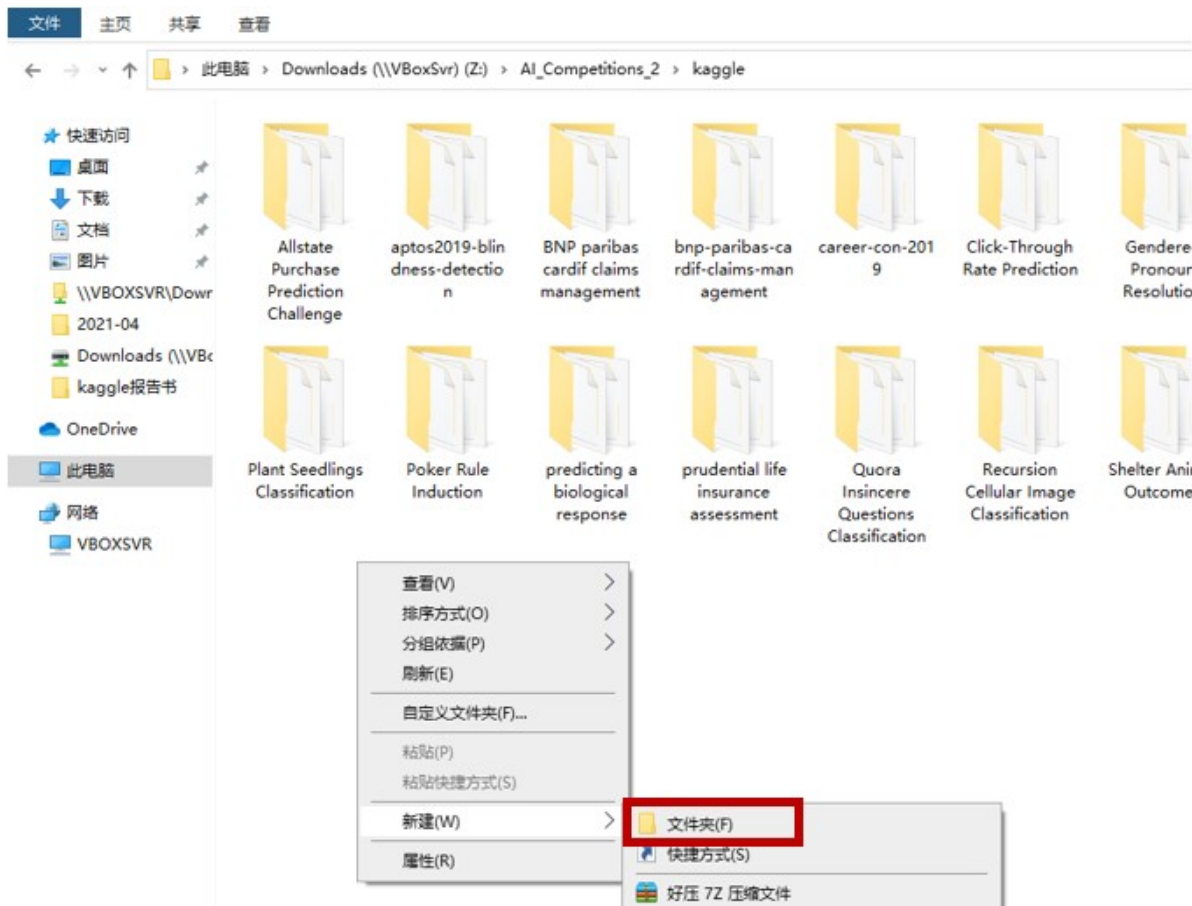 文件 主页 共享 查看
此电脑 > Downloads (\\VBoxSvr) (Z:) > AI_Competitions_2 > kaggle
快速访问
桌面
下载
文档
图片
\\VBOXSVR\Down
2021-04
Downloads (\\VBo
kaggle报告书
OneDrive
此电脑
网络
VBOXSVR
Allstate
Purchase
Prediction
Challenge
aptos2019-blin
dness-detectio
n
BNP paribas
cardif claims
management
bnp-paribas-ca
rdif-claims-man
agement
career-con-201
9
Click-Through
Rate Prediction
Gendere
Pronoun
Resolutio
Plant Seedlings
Classification
Poker Rule
Induction
predicting a
biological
response
prudential life
insurance
assessment
Quora
Insincere
Questions
Classification
Recursion
Cellular Image
Classification
Shelter Ani
Outcome
查看(V)
排序方式(O)
分组依据(P)
刷新(E)
自定义文件夹(F)...
粘贴(P)
粘贴快捷方式(S)
新建(W)
属性(R)
文件夹(F)
快捷方式(S)
好压 7Z 压缩文件